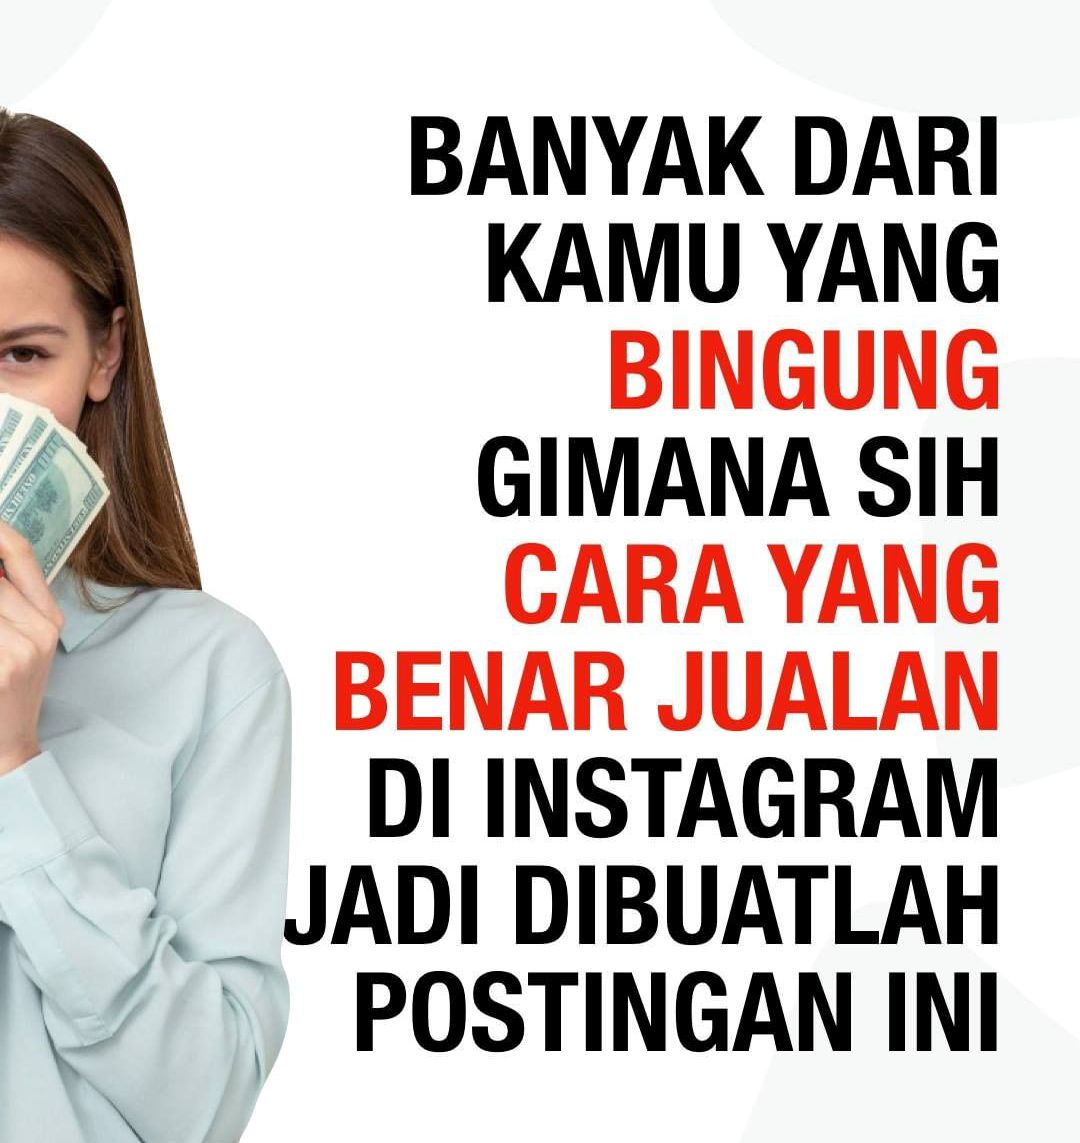 BANYAK DARI
KAMU YANG
BINGUNG
GIMANA SIH
CARA YANG
BENAR JUALAN
DI INSTAGRAM
JADI DIBUATLAH
POSTINGAN INI